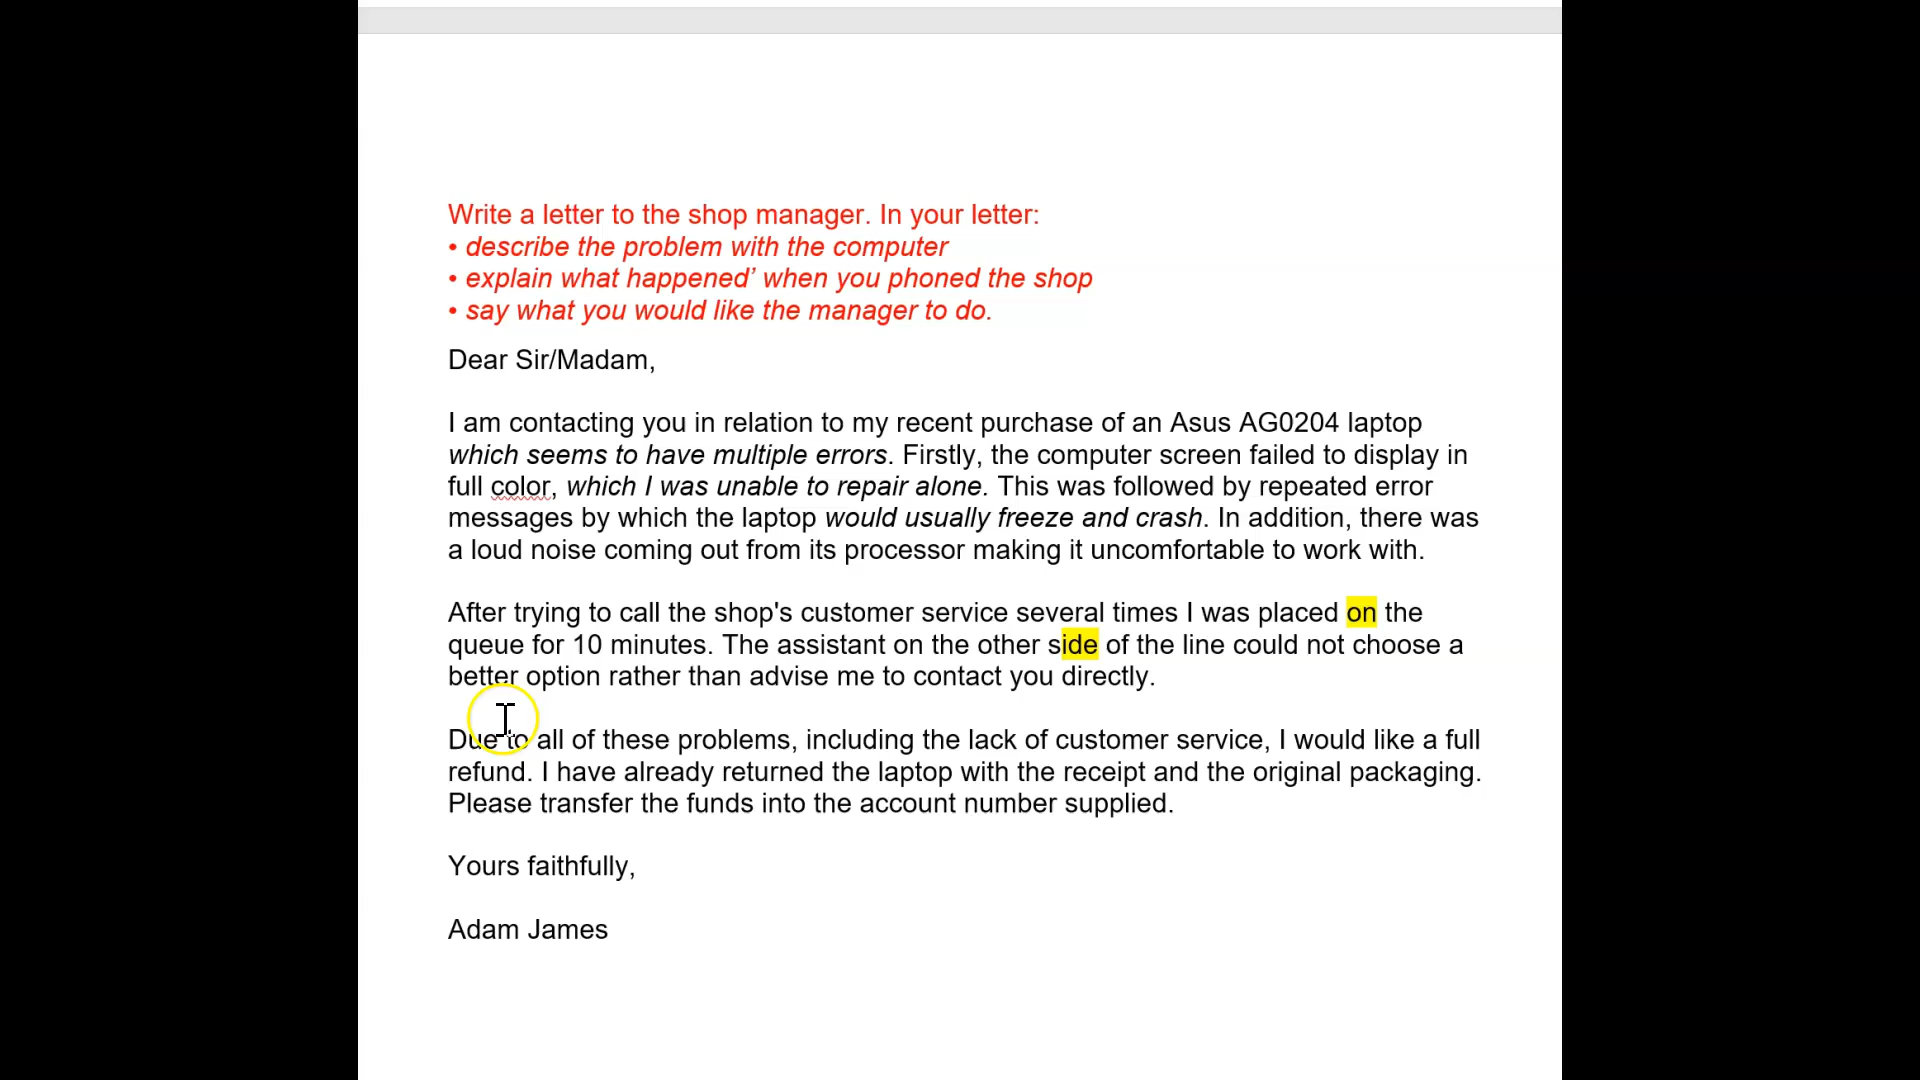 Write a letter to the shop manager. In your letter:
• describe the problem with the computer
• explain what happened’ when you phoned the shop
• say what you would like the manager to do.
Dear Sir/Madam,
I am contacting you in relation to my recent purchase of an Asus AG0204 laptop
which seems to have multiple errors. Firstly, the computer screen failed to display in
full color, which I was unable to repair alone. This was followed by repeated error
messages by which the laptop would usually freeze and crash. In addition, there was
a loud noise coming out from its processor making it uncomfortable to work with.
After trying to call the shop's customer service several times I was placed on the
queue for 10 minutes. The assistant on the other side of the line could not choose a
better option rather than advise me to contact you directly.
Due to all of these problems, including the lack of customer service, I would like a full
refund. I have already returned the laptop with the receipt and the original packaging.
Please transfer the funds into the account number supplied.
Yours faithfully,
Adam James